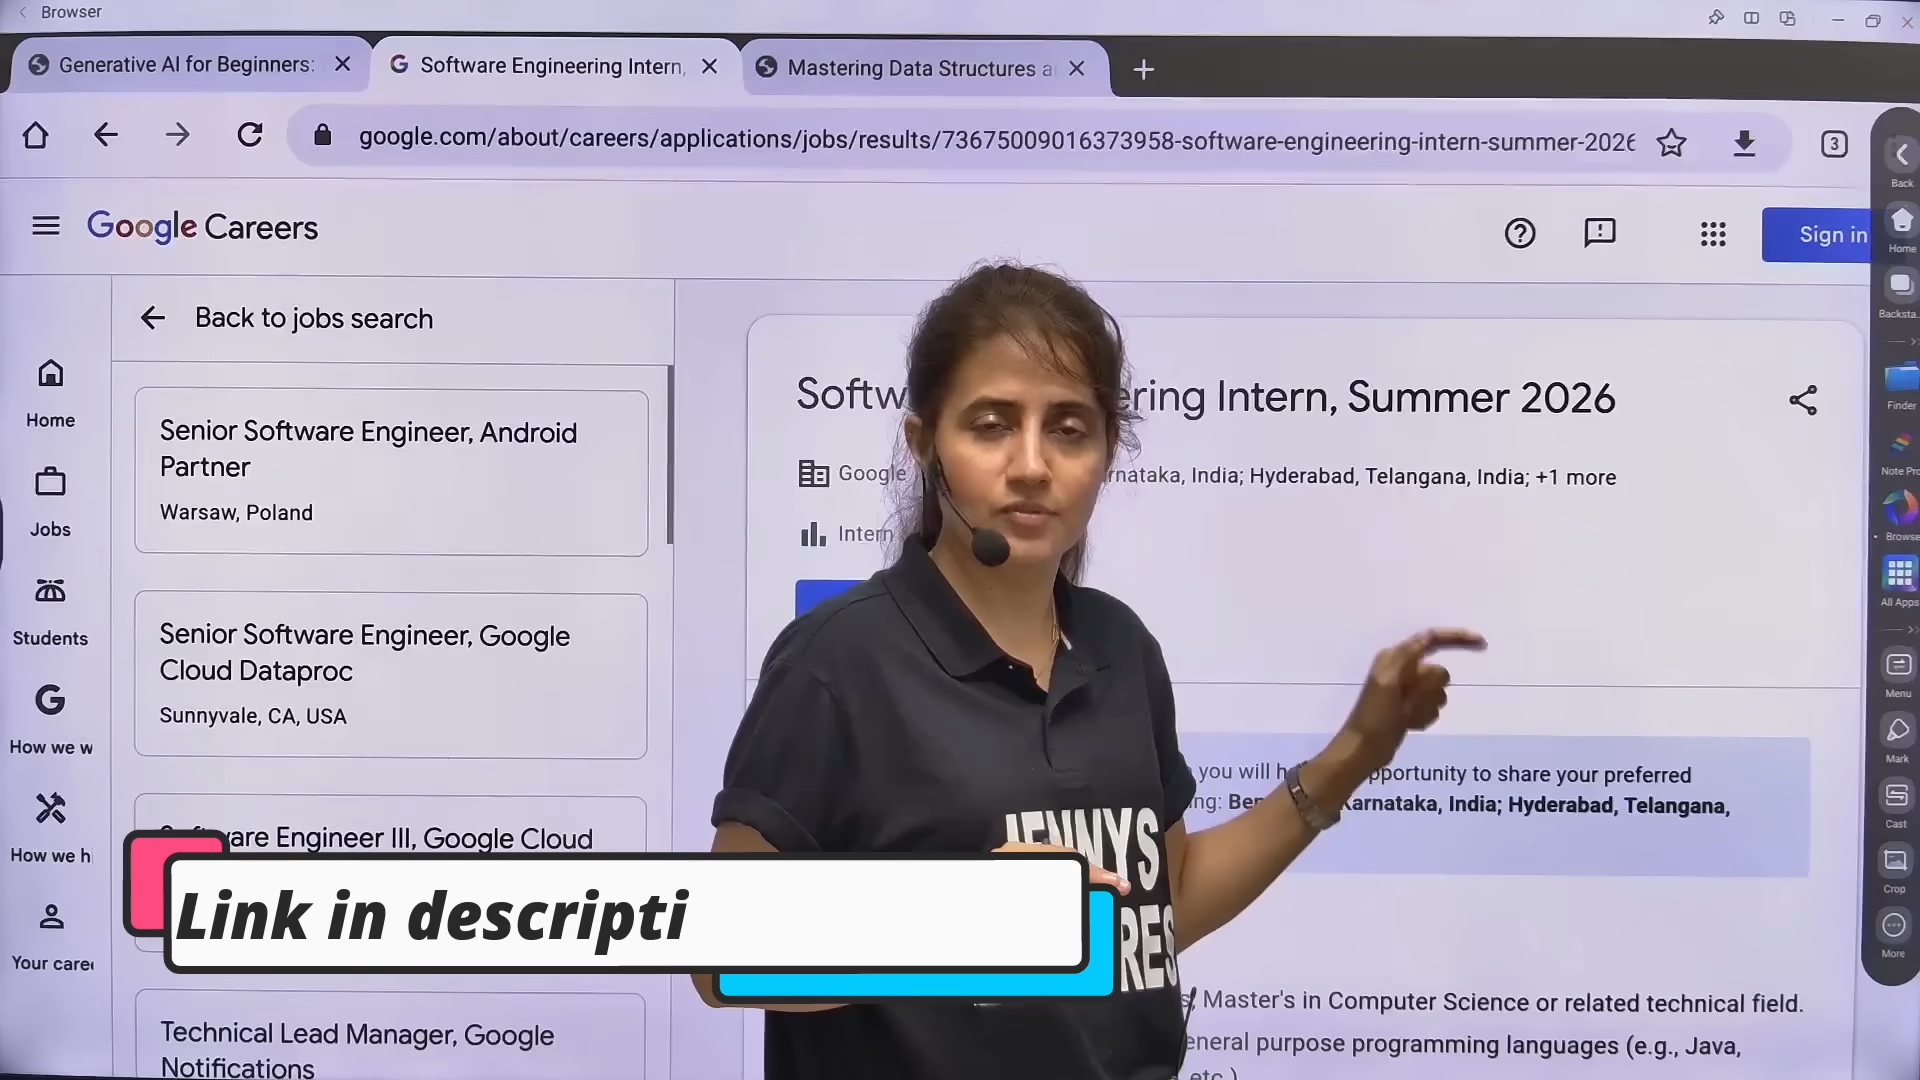 Browser
Generative AI for Beginners:
Software Engineering Intern,
Mastering Data Structures a
google.com/about/careers/applications/jobs/results/73675009016373958-software-engineering-intern-summer-2026
3
Google Careers
Sign in
Back to jobs search
Home
Jobs
Students
How we w
How we h
Your care
Senior Software Engineer, Android
Partner
Warsaw, Poland
Senior Software Engineer, Google
Cloud Dataproc
Sunnyvale, CA, USA
Software Engineer III, Google Cloud
Technical Lead Manager, Google
Notifications
Softw ering Intern, Summer 2026
Google rnataka, India; Hyderabad, Telangana, India; +1 more
Intern
you will h pportunity to share your preferred
ng: Ben Karnataka, India; Hyderabad, Telangana,
s, Master's in Computer Science or related technical field.
eneral purpose programming languages (e.g., Java,
etc.)
JENNYS
RES
Link in descripti
Back
Home
Backsta..
Finder
Note Pro
Browse
All Apps
Menu
Mark
Cast
Crop
More